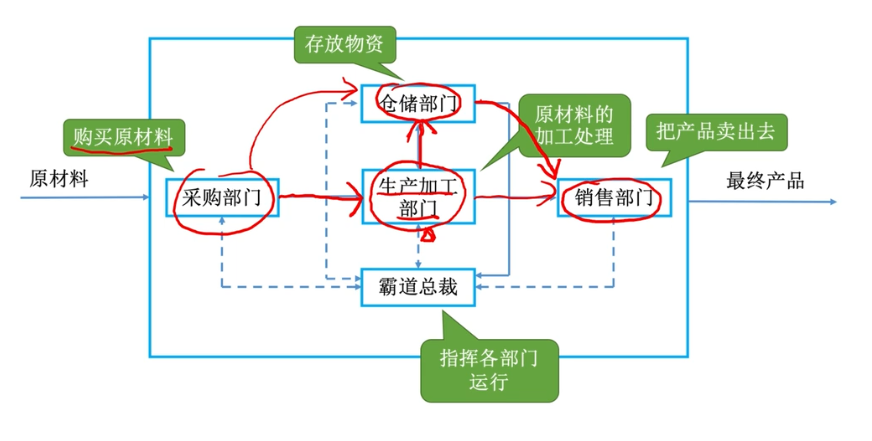 存放物资
仓储部门
原材料的
加工处理
购买原材料
把产品卖出去
原材料
采购部门
生产加工
部门
销售部门
最终产品
霸道总裁
指挥各部门
运行